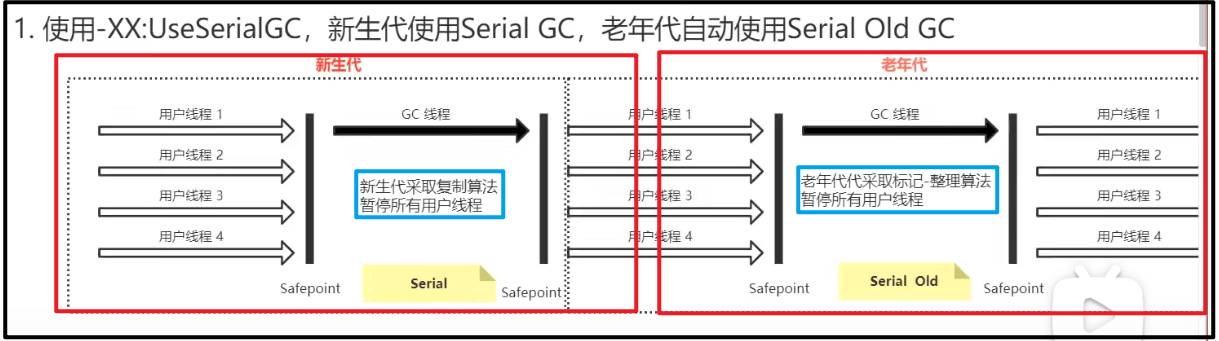 1. 使用-XX:UseSerialGC，新生代使用Serial GC，老年代自动使用Serial Old GC
新生代
老年代
用户线程 1
GC 线程
用户线程 1
GC 线程
用户线程 1
用户线程 2
用户线程 2
用户线程 2
新生代采取复制算法
暂停所有用户线程
老年代代采取标记-整理算法
暂停所有用户线程
用户线程 3
用户线程 3
用户线程 3
用户线程 4
用户线程 4
用户线程 4
Safepoint
Serial
Safepoint
Safepoint
Serial Old
Safepoint